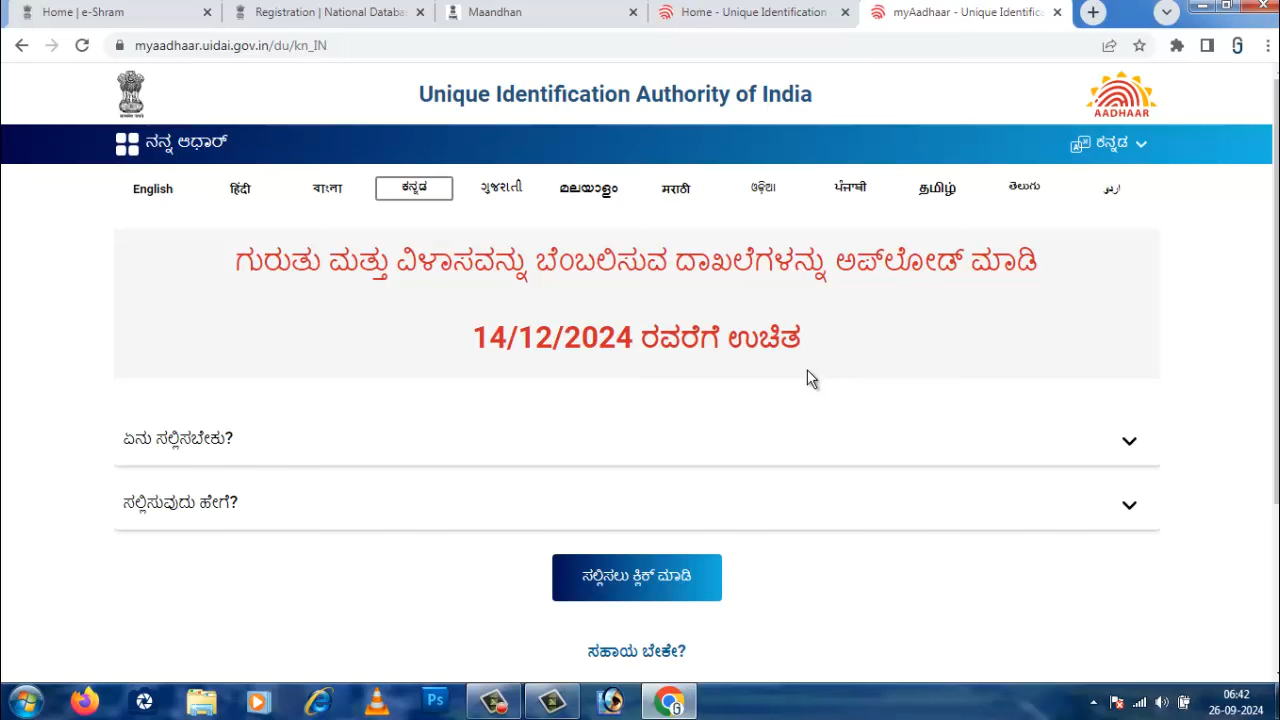 Home | e-Shram
Registration | National Databa
Maandhan
Home - Unique Identification
myAadhaar - Unique Identific
myaadhaar.uidai.gov.in/du/kn_IN
Unique Identification Authority of India
AADHAAR
ನನ್ನ ಆಧಾರ್
ಕನ್ನಡ
English हिंदी বাংলা ಕನ್ನಡ ગુજરાતી മലയാളം मराठी ଓଡ଼ିଆ ਪੰਜਾਬੀ தமிழ் తెలుగు اردو
ಗುರುತು ಮತ್ತು ವಿಳಾಸವನ್ನು ಬೆಂಬಲಿಸುವ ದಾಖಲೆಗಳನ್ನು ಅಪ್‌ಲೋಡ್ ಮಾಡಿ
14/12/2024 ರವರೆಗೆ ಉಚಿತ
ಏನು ಸಲ್ಲಿಸಬೇಕು?
ಸಲ್ಲಿಸುವುದು ಹೇಗೆ?
ಸಲ್ಲಿಸಲು ಕ್ಲಿಕ್ ಮಾಡಿ
ಸಹಾಯ ಬೇಕೇ?
Ps
06:42
26-09-2024